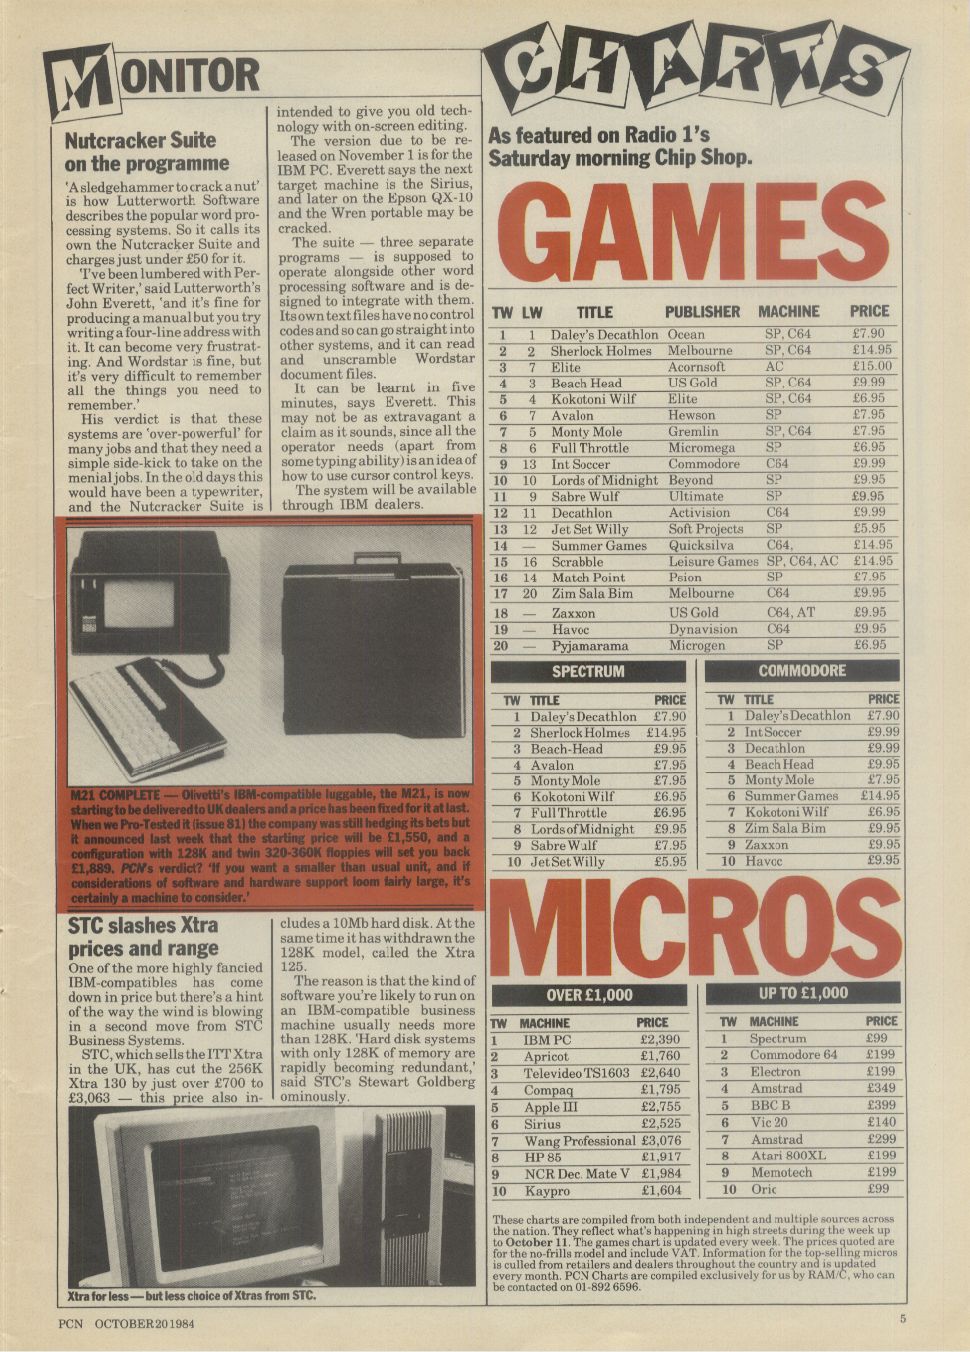 MONITOR
Nutcracker Suite
on the programme
'A sledgehammer to crack a nut'
is how Lutterworth Software
describes the popular word pro-
cessing systems. So it calls its
own the Nutcracker Suite and
charges just under £50 for it.
'I've been lumbered with Per-
fect Writer,' said Lutterworth's
John Everett, 'and it's fine for
producing a manual but you try
writing a four-line address with
it. It can become very frustrat-
ing. And Wordstar is fine, but
it's very difficult to remember
all the things you need to
remember.'
His verdict is that these
systems are 'over-powerful' for
many jobs and that they need a
simple side-kick to take on the
menial jobs. In the old days this
would have been a typewriter,
and the Nutcracker Suite is
intended to give you old tech-
nology with on-screen editing.
The version due to be re-
leased on November 1 is for the
IBM PC. Everett says the next
target machine is the Sirius,
and later on the Epson QX-10
and the Wren portable may be
cracked.
The suite — three separate
programs — is supposed to
operate alongside other word
processing software and is de-
signed to integrate with them.
Its own text files have no control
codes and so can go straight into
other systems, and it can read
and unscramble Wordstar
document files.
It can be learnt in five
minutes, says Everett. This
may not be as extravagant a
claim as it sounds, since all the
operator needs (apart from
some typing ability) is an idea of
how to use cursor control keys.
The system will be available
through IBM dealers.
M21 COMPLETE — Olivetti's IBM-compatible luggable, the M21, is now
starting to be delivered to UK dealers and a price has been fixed for it at last.
When we Pro-Tested it (issue 81) the company was still hedging its bets but
it announced last week that the starting price will be £1,550, and a
configuration with 128K and twin 320-360K floppies will set you back
£1,889. PCN's verdict? 'If you want a smaller than usual unit, and if
considerations of software and hardware support loom fairly large, it's
certainly a machine to consider.'
STC slashes Xtra
prices and range
One of the more highly fancied
IBM-compatibles has come
down in price but there's a hint
of the way the wind is blowing
in a second move from STC
Business Systems.
STC, which sells the ITT Xtra
in the UK, has cut the 256K
Xtra 130 by just over £700 to
£3,063 — this price also in-
cludes a 10Mb hard disk. At the
same time it has withdrawn the
128K model, called the Xtra
125.
The reason is that the kind of
software you're likely to run on
an IBM-compatible business
machine usually needs more
than 128K. 'Hard disk systems
with only 128K of memory are
rapidly becoming redundant,'
said STC's Stewart Goldberg
ominously.
Xtra for less — but less choice of Xtras from STC.
CHARTS
As featured on Radio 1's
Saturday morning Chip Shop.
GAMES
TW LW TITLE PUBLISHER MACHINE PRICE
1 1 Daley's Decathlon Ocean SP, C64 £7.90
2 2 Sherlock Holmes Melbourne SP, C64 £14.95
3 7 Elite Acornsoft AC £15.00
4 3 Beach Head US Gold SP, C64 £9.99
5 4 Kokotoni Wilf Elite SP, C64 £6.95
6 7 Avalon Hewson SP £7.95
7 5 Monty Mole Gremlin SP, C64 £7.95
8 6 Full Throttle Micromega SP £6.95
9 13 Int Soccer Commodore C64 £9.99
10 10 Lords of Midnight Beyond SP £9.95
11 9 Sabre Wulf Ultimate SP £9.95
12 11 Decathlon Activision C64 £9.99
13 12 Jet Set Willy Soft Projects SP £5.95
14 — Summer Games Quicksilva C64, £14.95
15 16 Scrabble Leisure Games SP, C64, AC £14.95
16 14 Match Point Psion SP £7.95
17 20 Zim Sala Bim Melbourne C64 £9.95
18 — Zaxxon US Gold C64, AT £9.95
19 — Havoc Dynavision C64 £9.95
20 — Pyjamarama Microgen SP £6.95
SPECTRUM
TW TITLE PRICE
1 Daley's Decathlon £7.90
2 Sherlock Holmes £14.95
3 Beach-Head £9.95
4 Avalon £7.95
5 Monty Mole £7.95
6 Kokotoni Wilf £6.95
7 Full Throttle £6.95
8 Lords of Midnight £9.95
9 Sabre Wulf £7.95
10 Jet Set Willy £5.95
COMMODORE
TW TITLE PRICE
1 Daley's Decathlon £7.90
2 Int Soccer £9.99
3 Decathlon £9.99
4 Beach Head £9.95
5 Monty Mole £7.95
6 Summer Games £14.95
7 Kokotoni Wilf £6.95
8 Zim Sala Bim £9.95
9 Zaxxon £9.95
10 Havoc £9.95
MICROS
OVER £1,000
TW MACHINE PRICE
1 IBM PC £2,390
2 Apricot £1,760
3 Televideo TS1603 £2,640
4 Compaq £1,795
5 Apple III £2,755
6 Sirius £2,525
7 Wang Professional £3,076
8 HP 85 £1,917
9 NCR Dec. Mate V £1,984
10 Kaypro £1,604
UP TO £1,000
TW MACHINE PRICE
1 Spectrum £99
2 Commodore 64 £199
3 Electron £199
4 Amstrad £349
5 BBC B £399
6 Vic 20 £140
7 Amstrad £299
8 Atari 800XL £199
9 Memotech £199
10 Oric £99
These charts are compiled from both independent and multiple sources across
the nation. They reflect what's happening in high streets during the week up
to October 11. The games chart is updated every week. The prices quoted are
for the no-frills model and include VAT. Information for the top-selling micros
is culled from retailers and dealers throughout the country and is updated
every month. PCN Charts are compiled exclusively for us by RAM/C, who can
be contacted on 01-892 6596.
PCN OCTOBER 20 1984
5